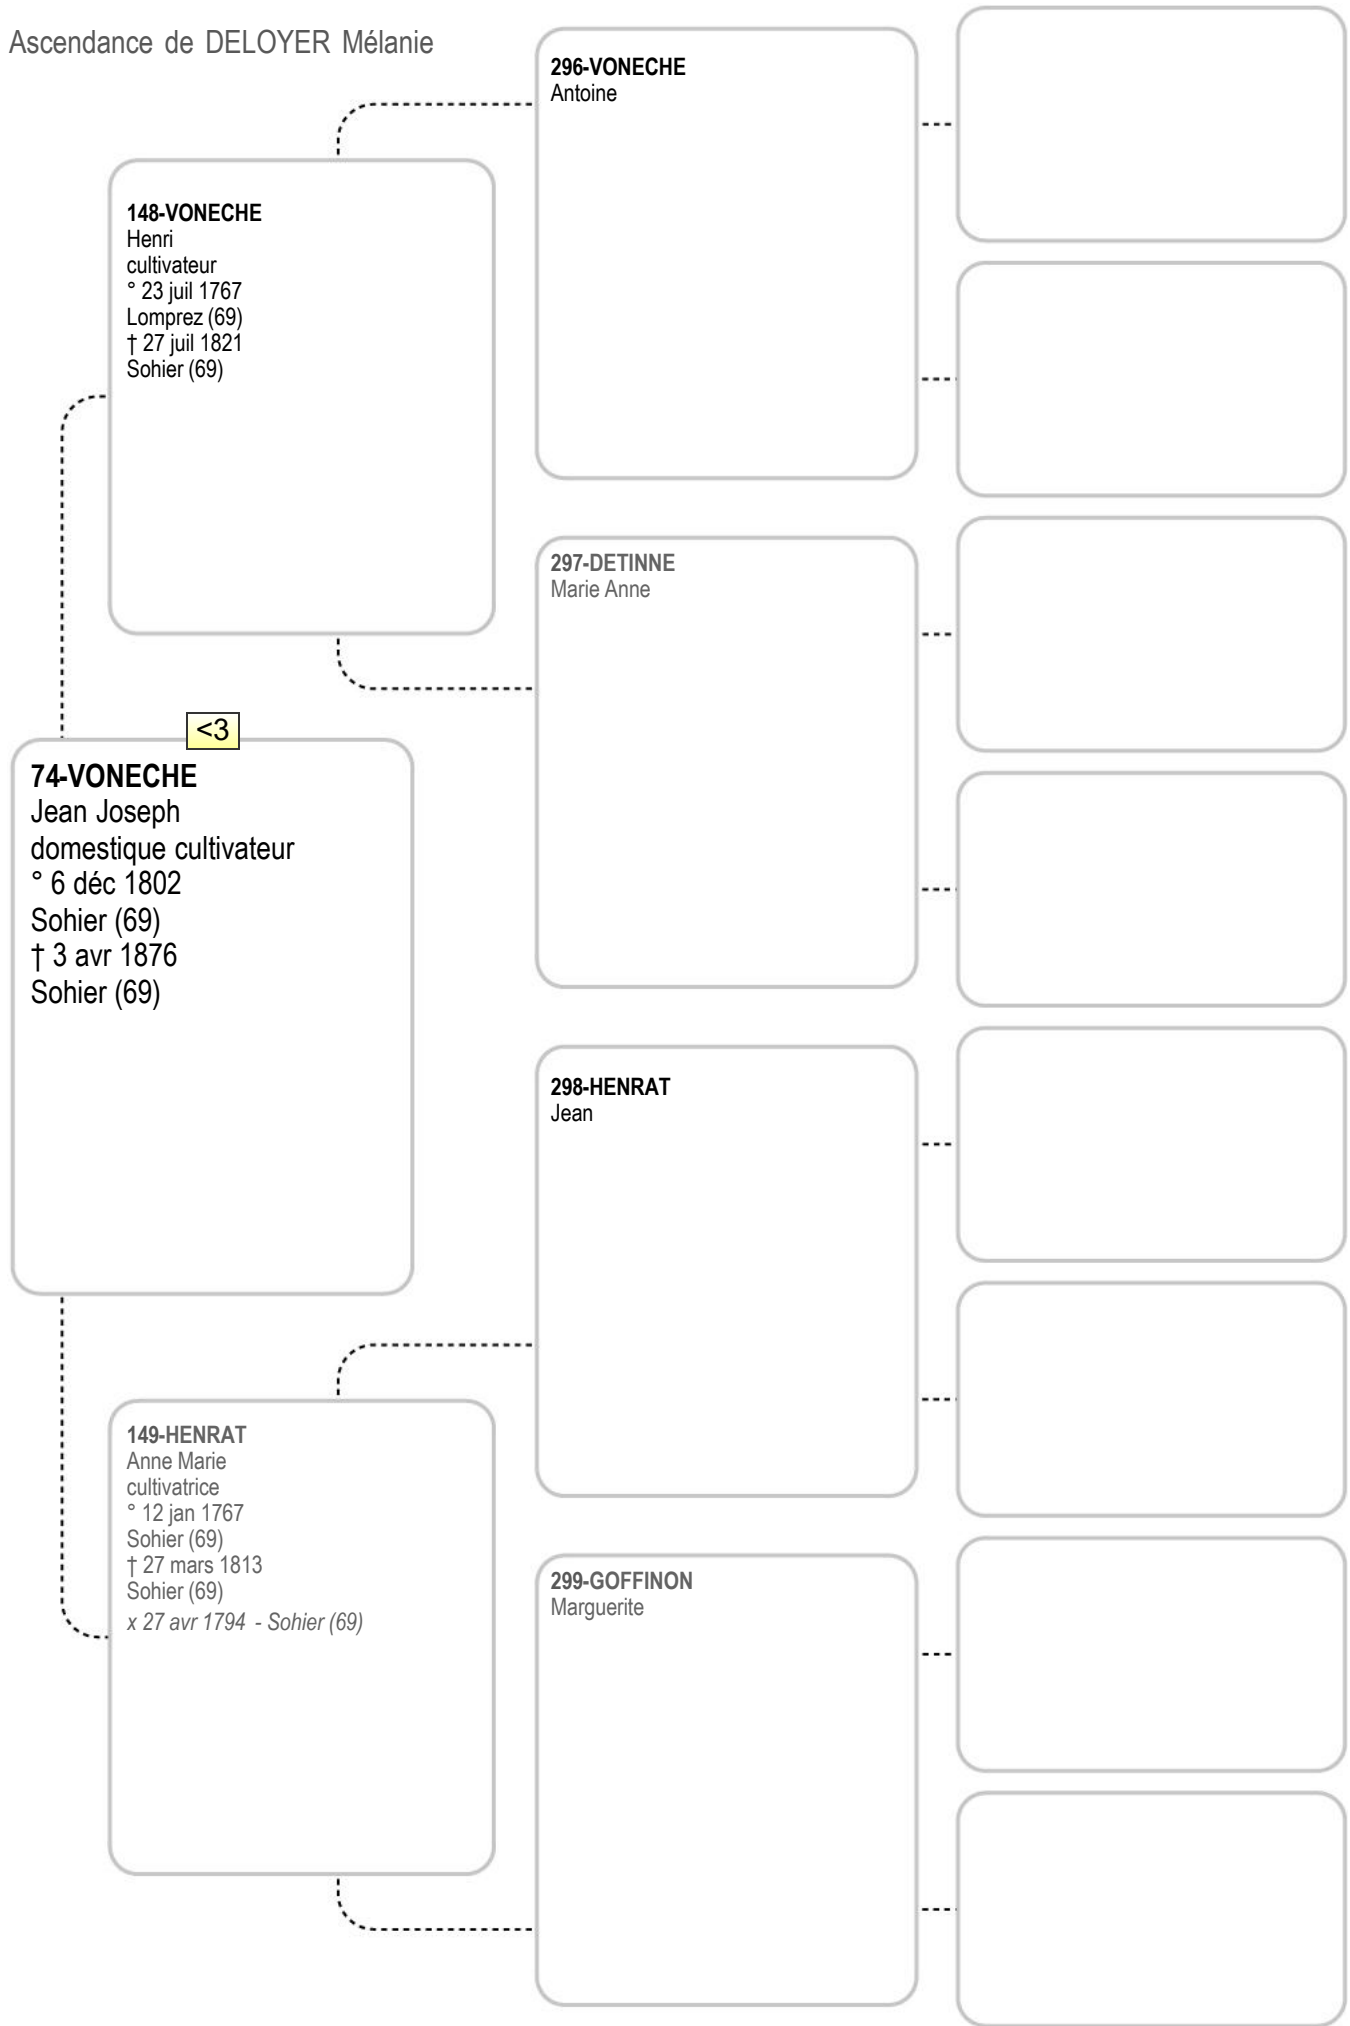 Ascendance de DELOYER Mélanie
296-VONECHE
Antoine
148-VONECHE
Henri
cultivateur
° 23 juil 1767
Lomprez (69)
† 27 juil 1821
Sohier (69)
297-DETINNE
Marie Anne
<3
74-VONECHE
Jean Joseph
domestique cultivateur
° 6 déc 1802
Sohier (69)
† 3 avr 1876
Sohier (69)
298-HENRAT
Jean
149-HENRAT
Anne Marie
cultivatrice
° 12 jan 1767
Sohier (69)
† 27 mars 1813
Sohier (69)
x 27 avr 1794 - Sohier (69)
299-GOFFINON
Marguerite